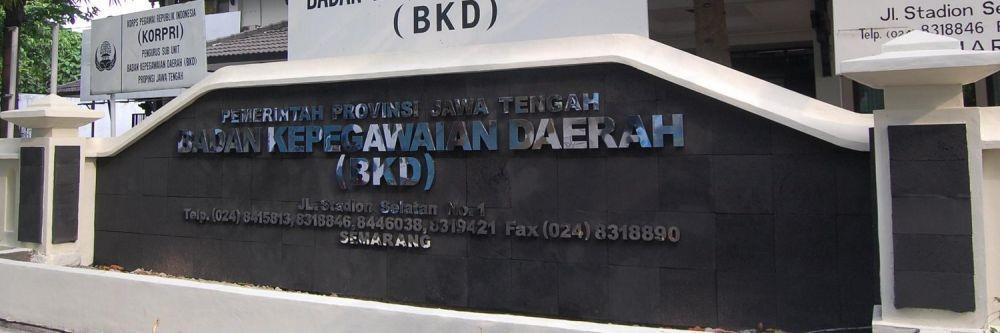 KORPS PEGAWAI REPUBLIK INDONESIA
(KORPRI)
PENGURUS SUB UNIT
BADAN KEPEGAWAIAN DAERAH (BKD)
PROPINSI JAWA TENGAH
BADAN
(BKD)
Jl. Stadion Se
Telp. (024) 8318846
PEMERINTAH PROVINSI JAWA TENGAH
BADAN KEPEGAWAIAN DAERAH
(BKD)
JL. Stadion Selatan No. 1
Telp. (024) 8415813, 8318846, 8446038, 8319421 Fax (024) 8318890
SEMARANG